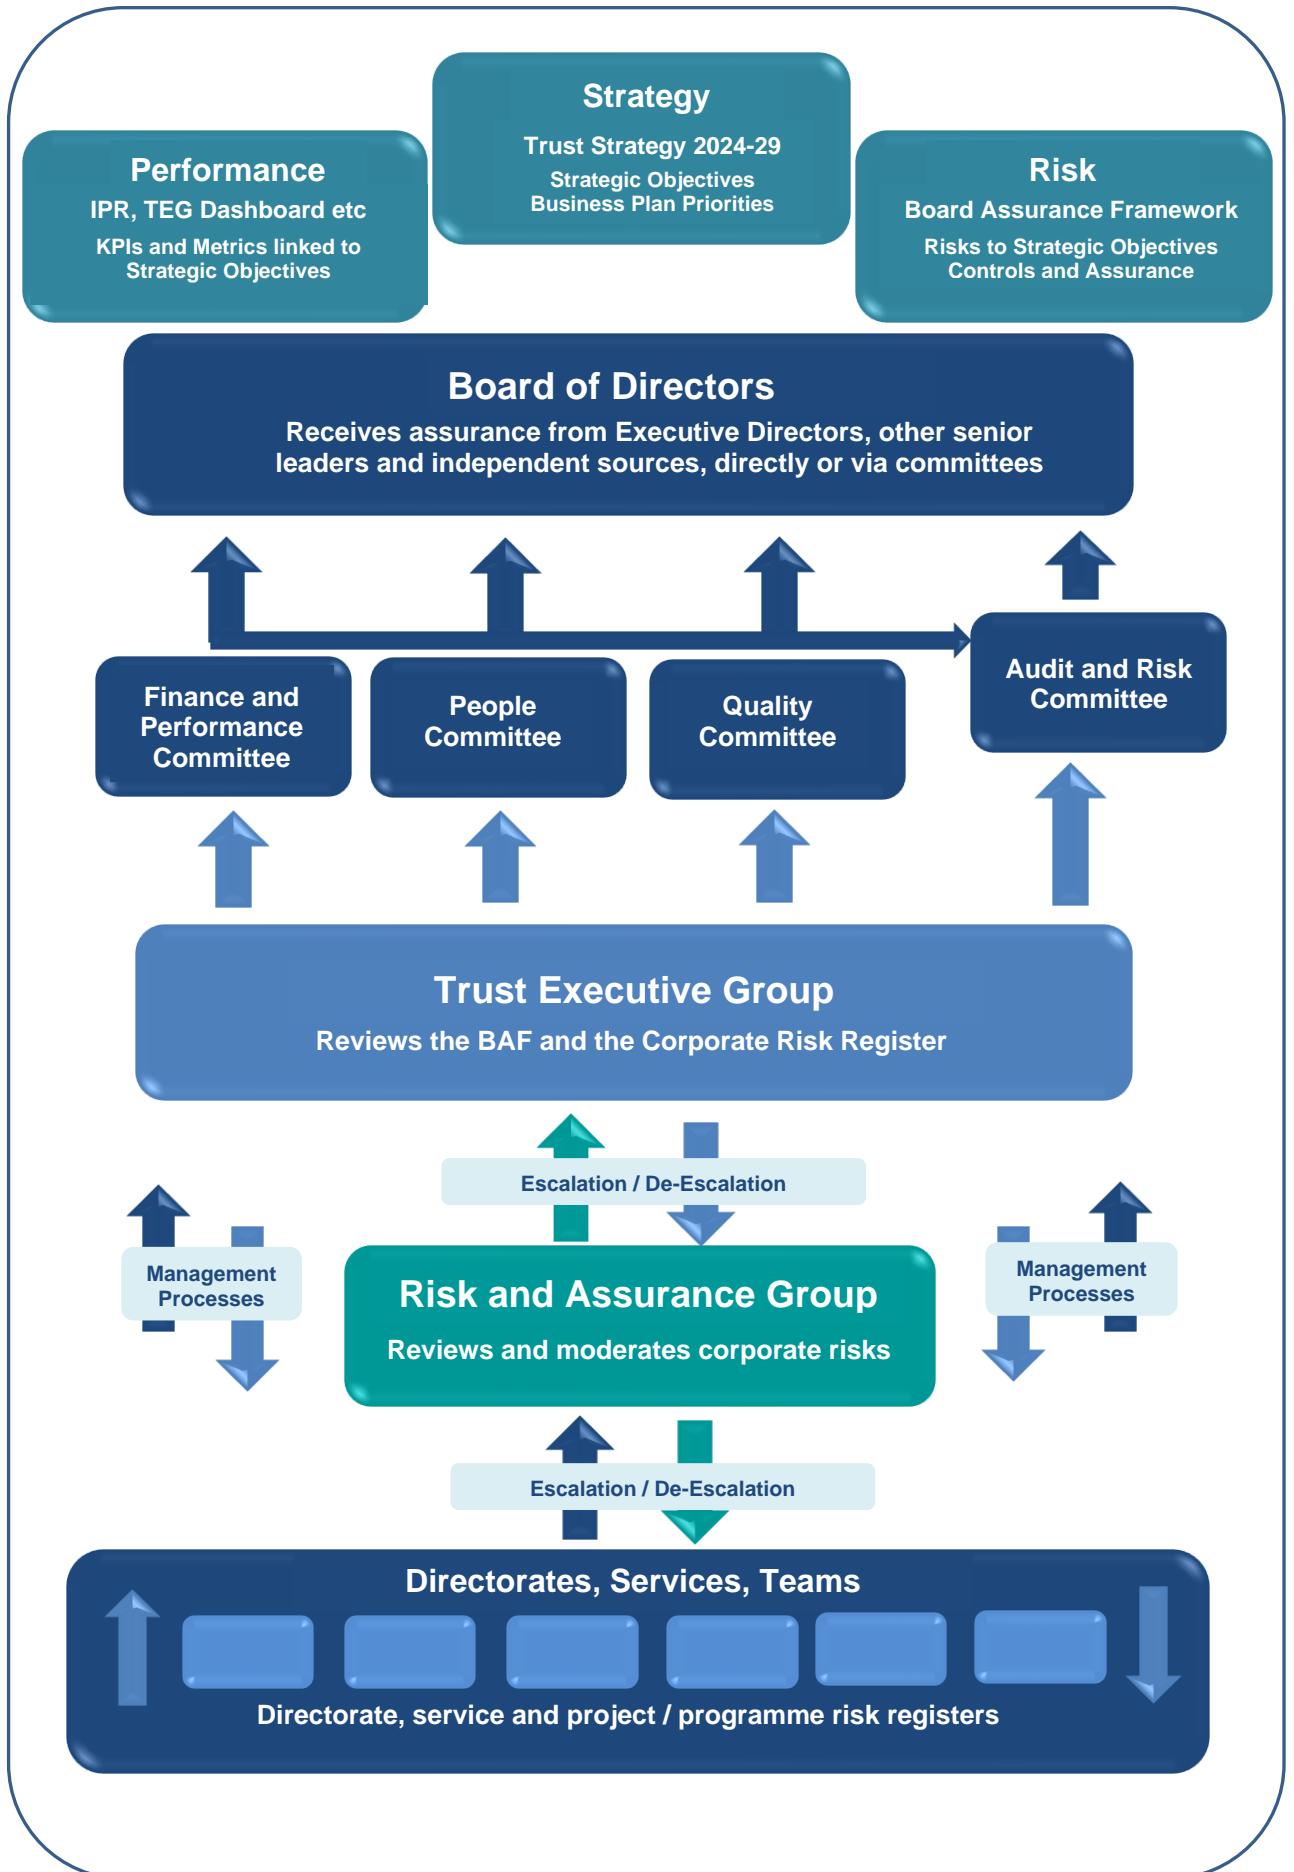 Strategy
Trust Strategy 2024-29
Strategic Objectives
Business Plan Priorities
Performance
IPR, TEG Dashboard etc
KPIs and Metrics linked to
Strategic Objectives
Risk
Board Assurance Framework
Risks to Strategic Objectives
Controls and Assurance
Board of Directors
Receives assurance from Executive Directors, other senior
leaders and independent sources, directly or via committees
Finance and
Performance
Committee
People
Committee
Quality
Committee
Audit and Risk
Committee
Trust Executive Group
Reviews the BAF and the Corporate Risk Register
Escalation / De-Escalation
Management
Processes
Risk and Assurance Group
Reviews and moderates corporate risks
Management
Processes
Escalation / De-Escalation
Directorates, Services, Teams
Directorate, service and project / programme risk registers